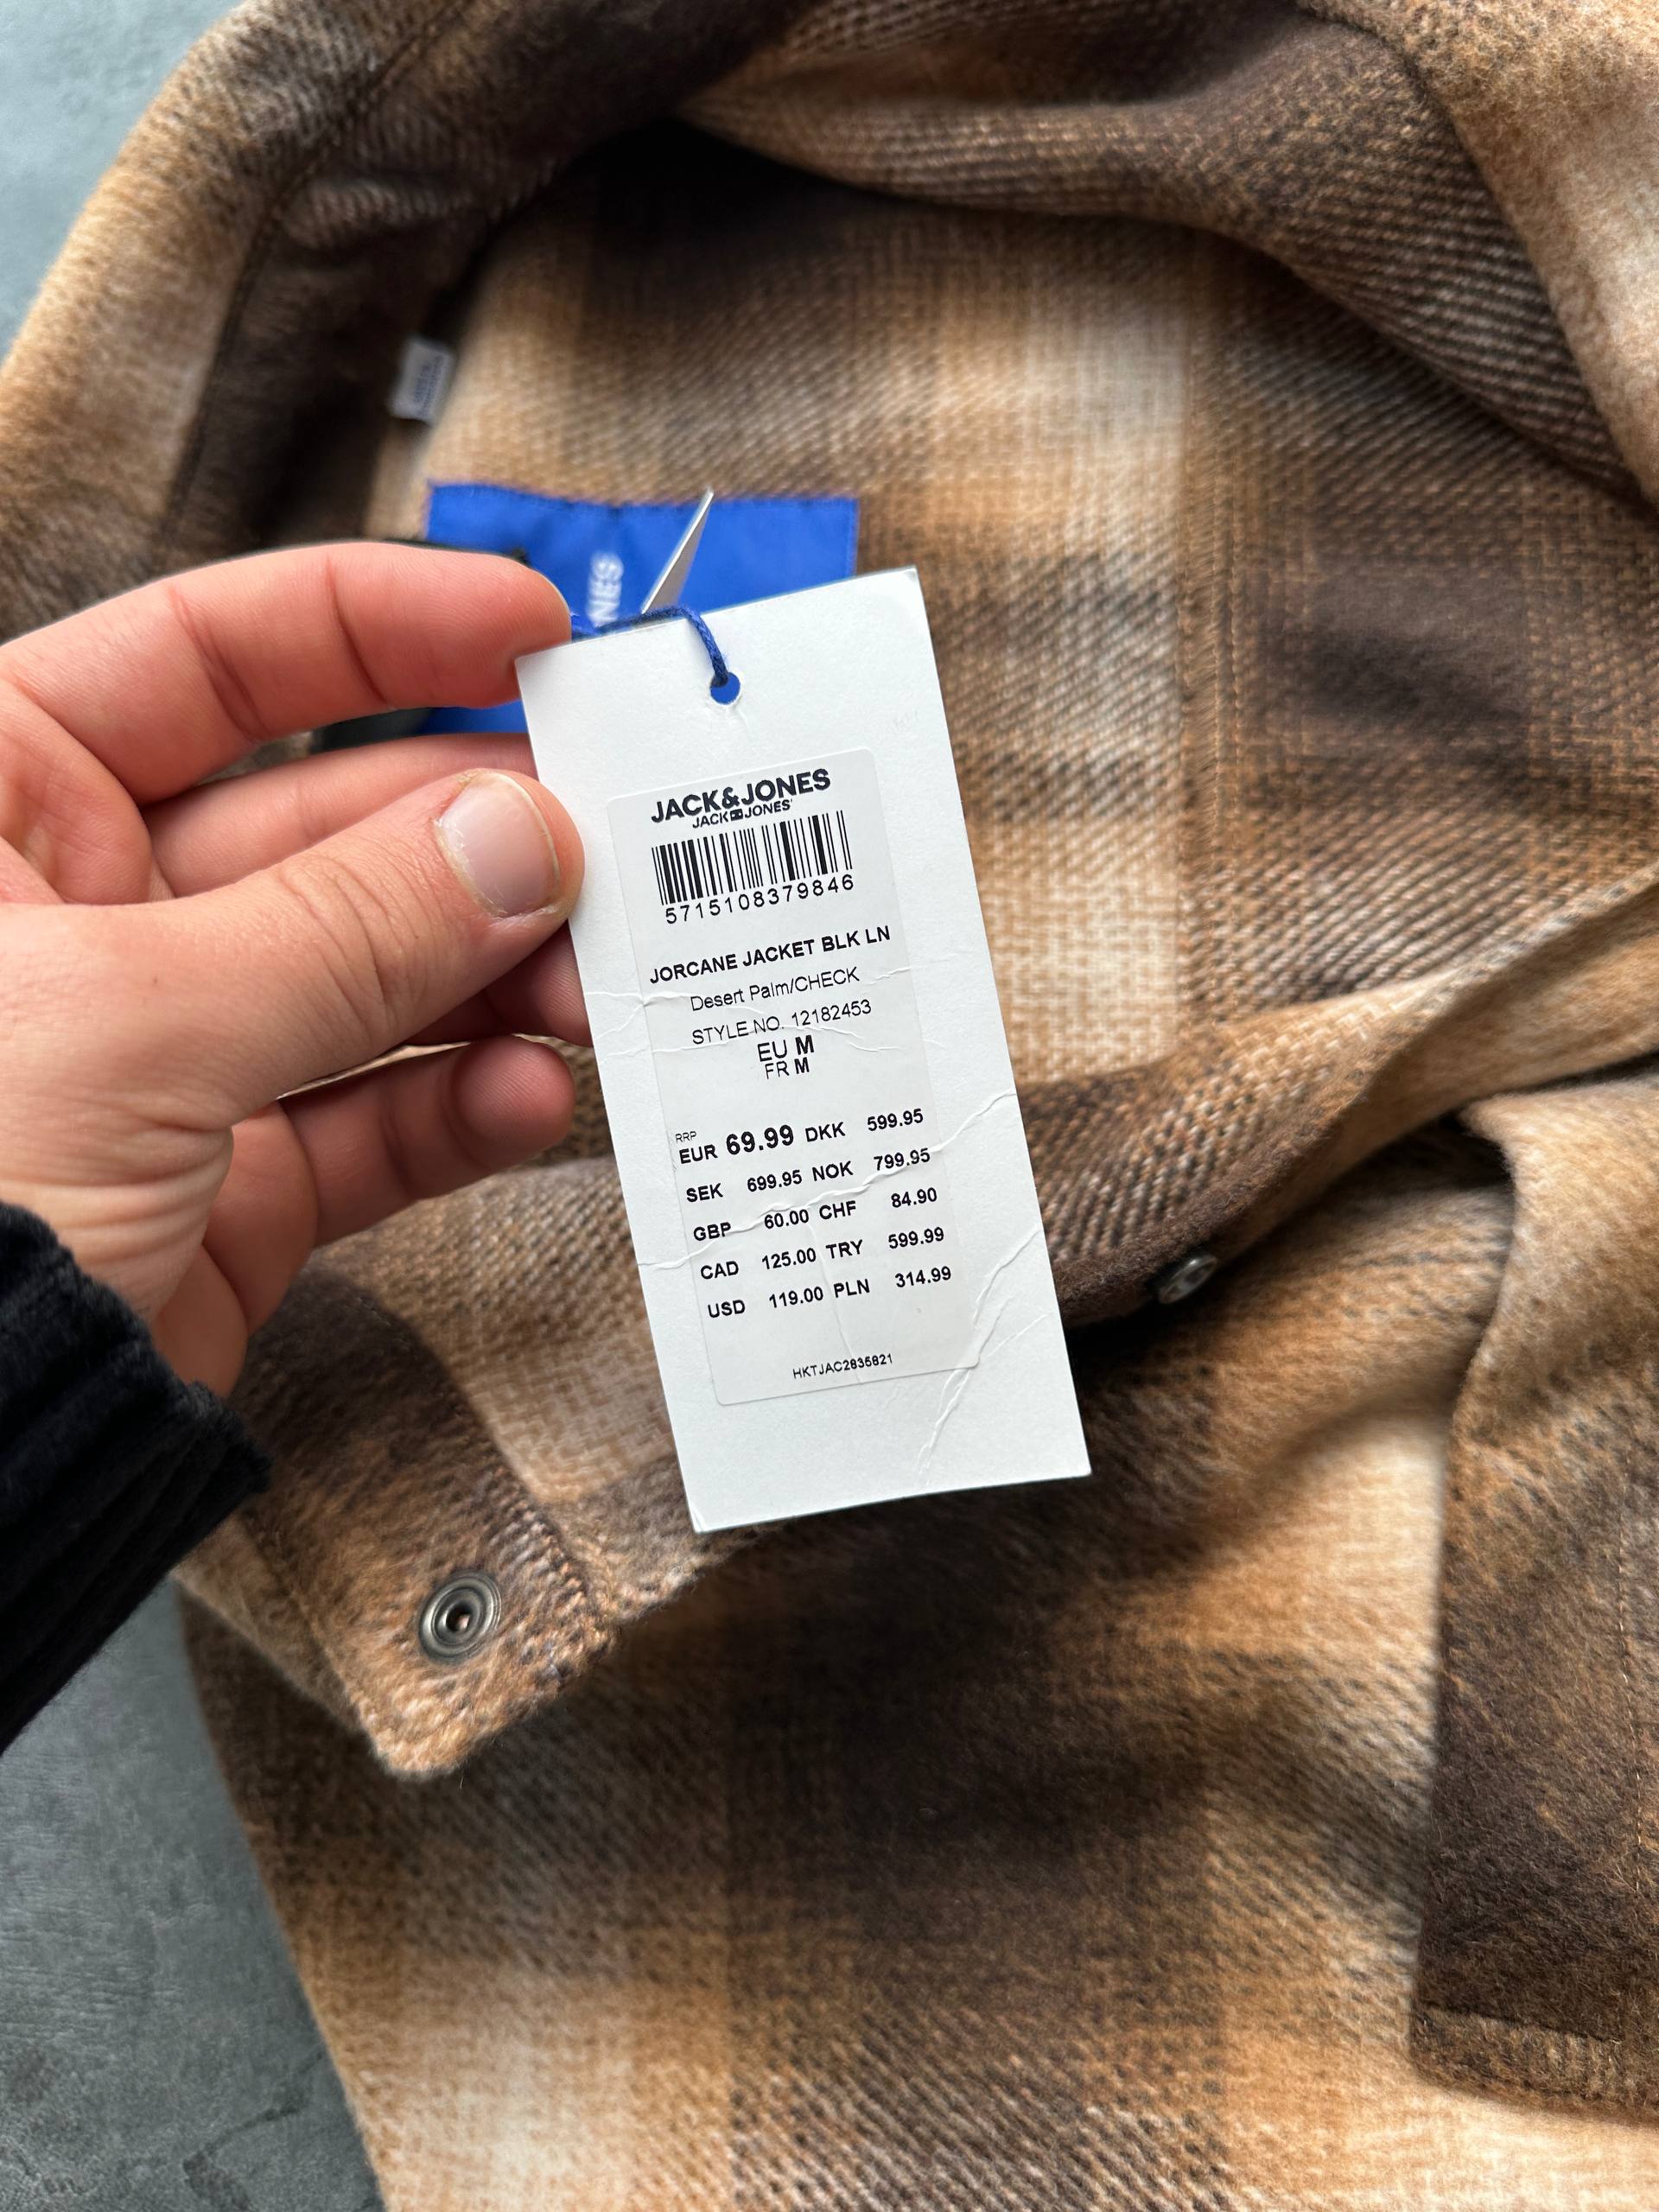 NES
JACK&JONES
JACK JONES
5715108379846
JORCANE JACKET BLK LN
Desert Palm/CHECK
STYLE NO. 12182453
EU M
FR M
RRP
EUR 69.99 DKK 599.95
SEK 699.95 NOK 799.95
GBP 60.00 CHF 84.90
CAD 125.00 TRY 599.99
USD 119.00 PLN 314.99
HKTJAC2835821